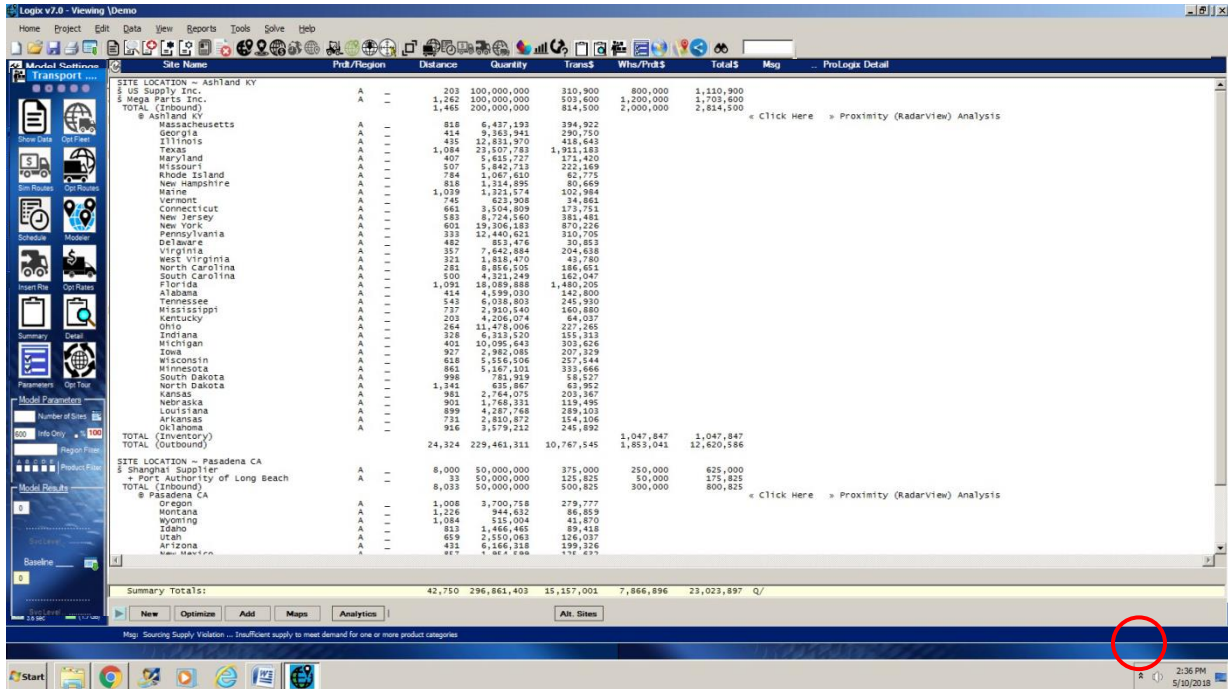 Logix v7.0 - Viewing \Demo
Home Project Edit Data View Reports Tools Solve Help
Model Settings
Transport ....
Site Name Prdt/Region Distance Quantity Trans$ Whs/Prdt$ Total$ Msg .. ProLogix Detail
SITE LOCATION ~ Ashland KY
$ US Supply Inc. A _ 203 100,000,000 310,900 800,000 1,110,900
$ Mega Parts Inc. A _ 1,262 100,000,000 503,600 1,200,000 1,703,600
TOTAL (Inbound) 1,465 200,000,000 814,500 2,000,000 2,814,500
@ Ashland KY « Click Here » Proximity (RadarView) Analysis
Massacheusetts A _ 818 6,437,193 394,922
Georgia A _ 414 9,363,941 290,750
Illinois A _ 435 12,831,970 418,643
Texas A _ 1,084 23,507,783 1,911,183
Maryland A _ 407 5,615,727 171,420
Missouri A _ 507 5,842,713 222,169
Rhode Island A _ 784 1,067,610 62,775
New Hampshire A _ 818 1,314,895 80,669
Maine A _ 1,039 1,321,574 102,984
Vermont A _ 745 623,908 34,861
Connecticut A _ 661 3,504,809 173,751
New Jersey A _ 583 8,724,560 381,481
New York A _ 601 19,306,183 870,226
Pennsylvania A _ 333 12,440,621 310,705
Delaware A _ 482 853,476 30,853
Virginia A _ 357 7,642,884 204,638
West Virginia A _ 321 1,818,470 43,780
North Carolina A _ 281 8,856,505 186,651
South Carolina A _ 500 4,321,249 162,047
Florida A _ 1,091 18,089,888 1,480,205
Alabama A _ 414 4,599,030 142,800
Tennessee A _ 543 6,038,803 245,930
Mississippi A _ 737 2,910,540 160,880
Kentucky A _ 203 4,206,074 64,037
Ohio A _ 264 11,478,006 227,265
Indiana A _ 328 6,313,520 155,313
Michigan A _ 401 10,095,643 303,626
Iowa A _ 927 2,982,085 207,329
Wisconsin A _ 618 5,556,506 257,544
Minnesota A _ 861 5,167,101 333,666
South Dakota A _ 998 781,919 58,527
North Dakota A _ 1,341 635,867 63,952
Kansas A _ 981 2,764,075 203,367
Nebraska A _ 901 1,768,331 119,495
Louisiana A _ 899 4,287,768 289,103
Arkansas A _ 731 2,810,872 154,106
Oklahoma A _ 916 3,579,212 245,892
TOTAL (Inventory) 1,047,847 1,047,847
TOTAL (Outbound) 24,324 229,461,311 10,767,545 1,853,041 12,620,586
SITE LOCATION ~ Pasadena CA
$ Shanghai Supplier A _ 8,000 50,000,000 375,000 250,000 625,000
+ Port Authority of Long Beach A _ 33 50,000,000 125,825 50,000 175,825
TOTAL (Inbound) 8,033 50,000,000 500,825 300,000 800,825
@ Pasadena CA « Click Here » Proximity (RadarView) Analysis
Oregon A _ 1,008 3,700,758 279,777
Montana A _ 1,226 944,632 86,859
Wyoming A _ 1,084 515,004 41,870
Idaho A _ 813 1,466,465 89,418
Utah A _ 659 2,550,063 126,037
Arizona A _ 431 6,166,318 199,326
New Mexico
Summary Totals: 42,750 296,861,403 15,157,001 7,866,896 23,023,897 Q/
Show Data Opt Fleet
Sim Routes Opt Routes
Schedule Modeler
Insert Rte Opt Rates
Summary Detail
Parameters Opt Tour
Model Parameters
Number of Sites
600 Info Only % 100
Region Filter
A B C D E Product Filter
Model Results
0
Svc Level
Baseline
0
Svc Level
New Optimize Add Maps Analytics Alt. Sites
Msg: Sourcing Supply Violation ... Insufficient supply to meet demand for one or more product categories
Start
2:36 PM
5/10/2018